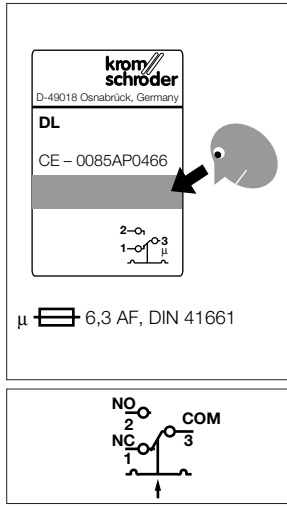 krom
schroder
D-49018 Osnabrück, Germany
DL
CE – 0085AP0466
2
1 3
µ
µ 6,3 AF, DIN 41661
NO
2 COM
NC 3
1